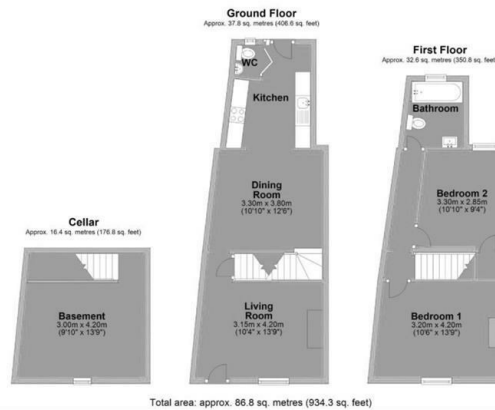 Cellar
Approx. 16.4 sq. metres (176.8 sq. feet)
Basement
3.00m x 4.20m
(9'10" x 13'9")
Ground Floor
Approx. 37.8 sq. metres (406.6 sq. feet)
WC
Kitchen
Dining
Room
3.30m x 3.80m
(10'10" x 12'6")
Living
Room
3.15m x 4.20m
(10'4" x 13'9")
First Floor
Approx. 32.6 sq. metres (350.8 sq. feet)
Bathroom
Bedroom 2
3.30m x 2.85m
(10'10" x 9'4")
Bedroom 1
3.20m x 4.20m
(10'6" x 13'9")
Total area: approx. 86.8 sq. metres (934.3 sq. feet)